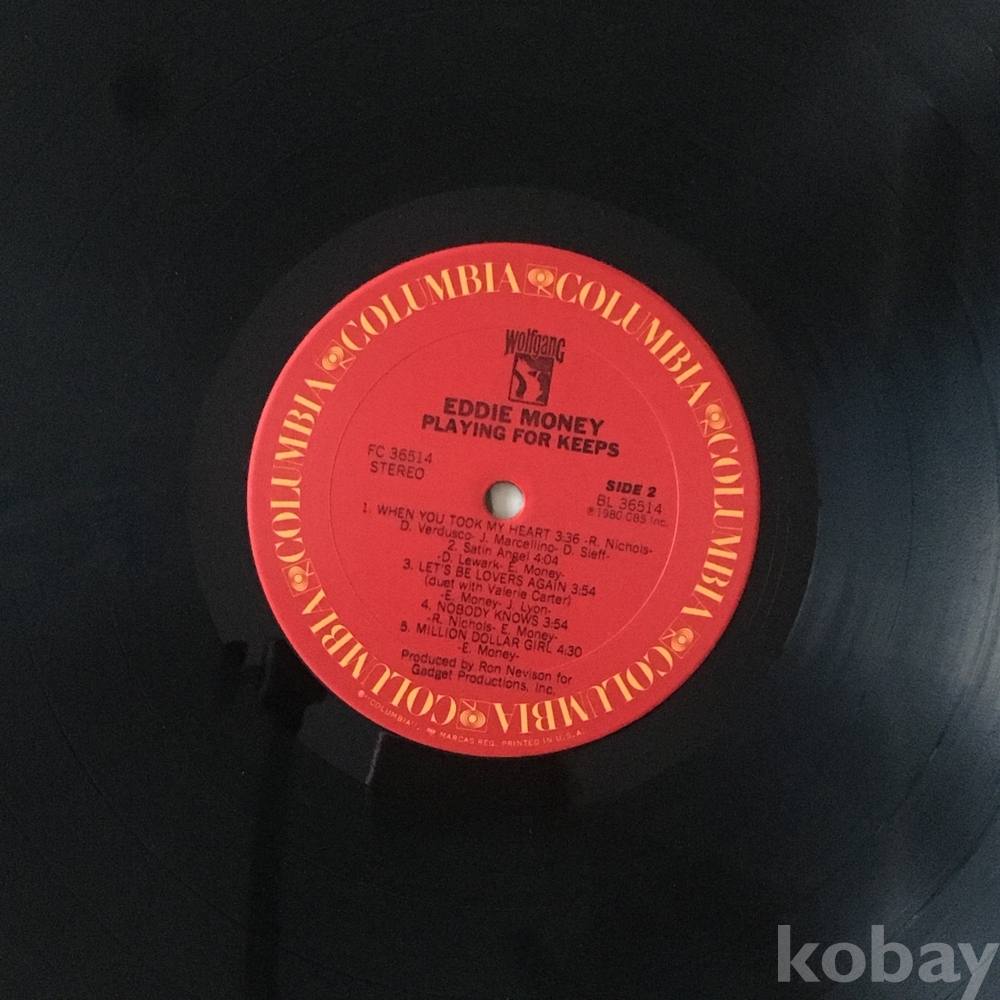 COLUMBIA COLUMBIA COLUMBIA COLUMBIA COLUMBIA COLUMBIA
Wolfgang
EDDIE MONEY
PLAYING FOR KEEPS
FC 36514
STEREO
SIDE 2
BL 36514
℗1980 CBS Inc.
1. WHEN YOU TOOK MY HEART 3:36 -R. Nichols-
D. Verdusco- J. Marcellino- D. Sieff-
2. Satin Angel 4:04
-D. Lewark- E. Money-
3. LET'S BE LOVERS AGAIN 3:54
(duet with Valerie Carter)
-E. Money- J. Lyon-
4. NOBODY KNOWS 3:54
-R. Nichols- E. Money-
5. MILLION DOLLAR GIRL 4:30
-E. Money-
Produced by Ron Nevison for
Gadget Productions, Inc.
"COLUMBIA", MARCAS REG. PRINTED IN U.S.A.
kobay